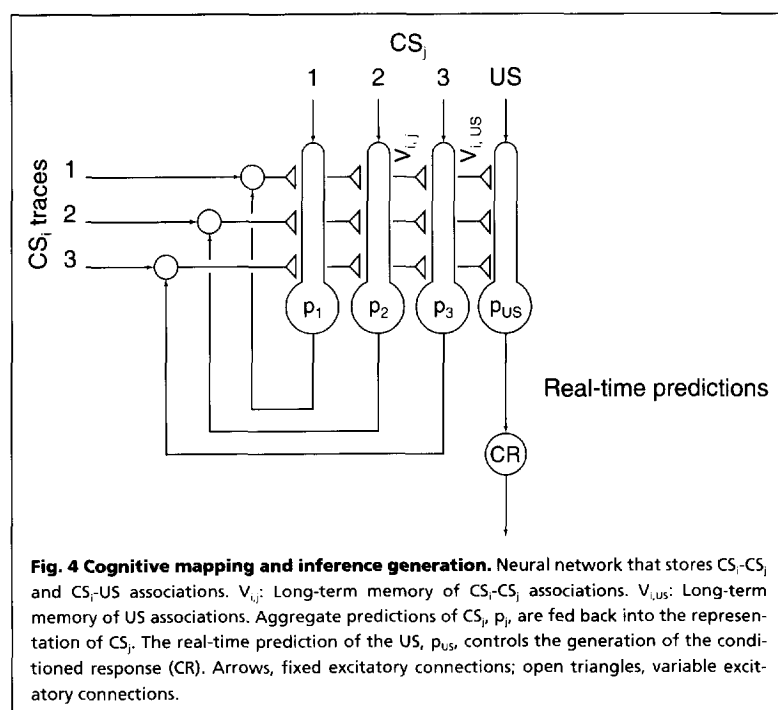 CSj
1 2 3 US
Vi,j
Vi,US
CSi traces
1
2
3
p1 p2 p3 pUS
Real-time predictions
CR
Fig. 4 Cognitive mapping and inference generation. Neural network that stores CSi-CSj
and CSi-US associations. Vi,j: Long-term memory of CSi-CSj associations. Vi,us: Long-term
memory of US associations. Aggregate predictions of CSj, pj, are fed back into the represen-
tation of CSj. The real-time prediction of the US, pus, controls the generation of the condi-
tioned response (CR). Arrows, fixed excitatory connections; open triangles, variable excit-
atory connections.